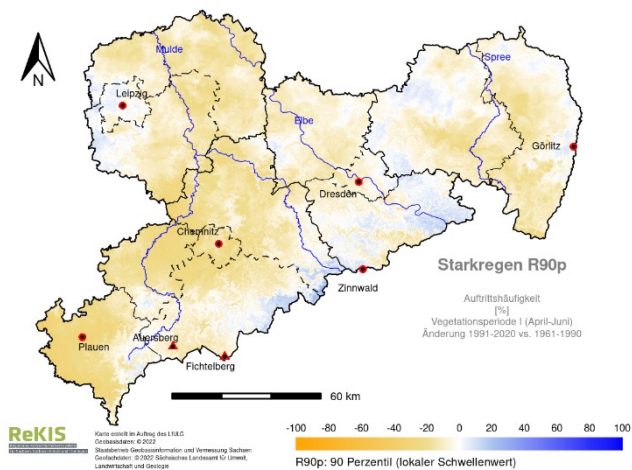 N
Mulde
Leipzig
Elbe
Spree
Görlitz
Dresden
Chemnitz
Zinnwald
Auersberg
Plauen
Fichtelberg
Starkregen R90p
Auftrittshäufigkeit
[%]
Vegetationsperiode I (April-Juni)
Änderung 1991-2020 vs. 1961-1990
60 km
ReKIS
Karte erstellt im Auftrag des LfULG
Geobasisdaten: © 2022
Staatsbetrieb Geobasisinformation und Vermessung Sachsen
Geofachdaten: © 2022 Sächsisches Landesamt für Umwelt,
Landwirtschaft und Geologie
-100 -80 -60 -40 -20 0 20 40 60 80 100
R90p: 90 Perzentil (lokaler Schwellenwert)